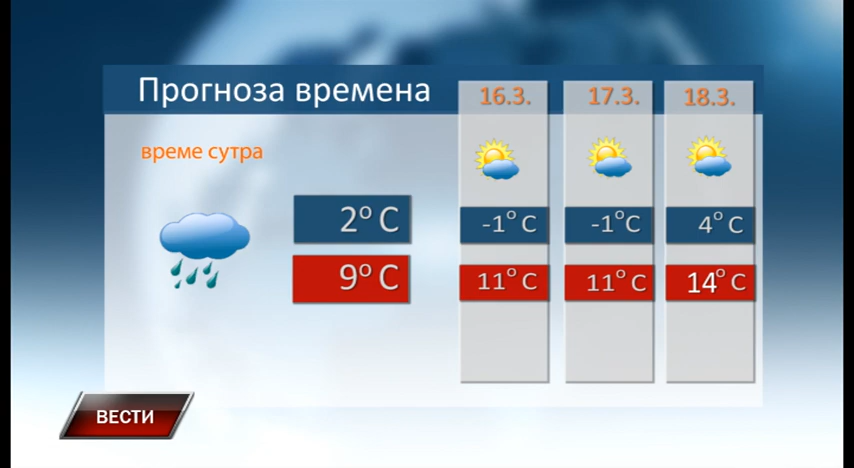 Прогноза времена
време сутра
2° C
9° C
16.3.
-1° C
11° C
17.3.
-1°C
11° C
18.3.
4° C
14° C
ВЕСТИ